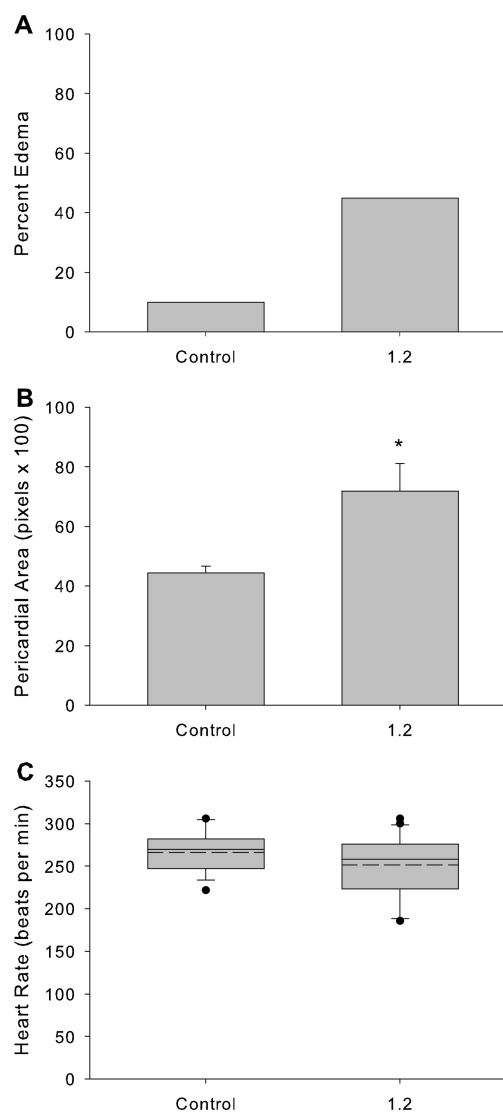 A
100
80
60
40
20
0
Percent Edema
Control 1.2
B
100
80
60
40
20
0
Pericardial Area (pixels x 100)
*
Control 1.2
C
350
300
250
200
150
100
50
0
Heart Rate (beats per min)
Control 1.2